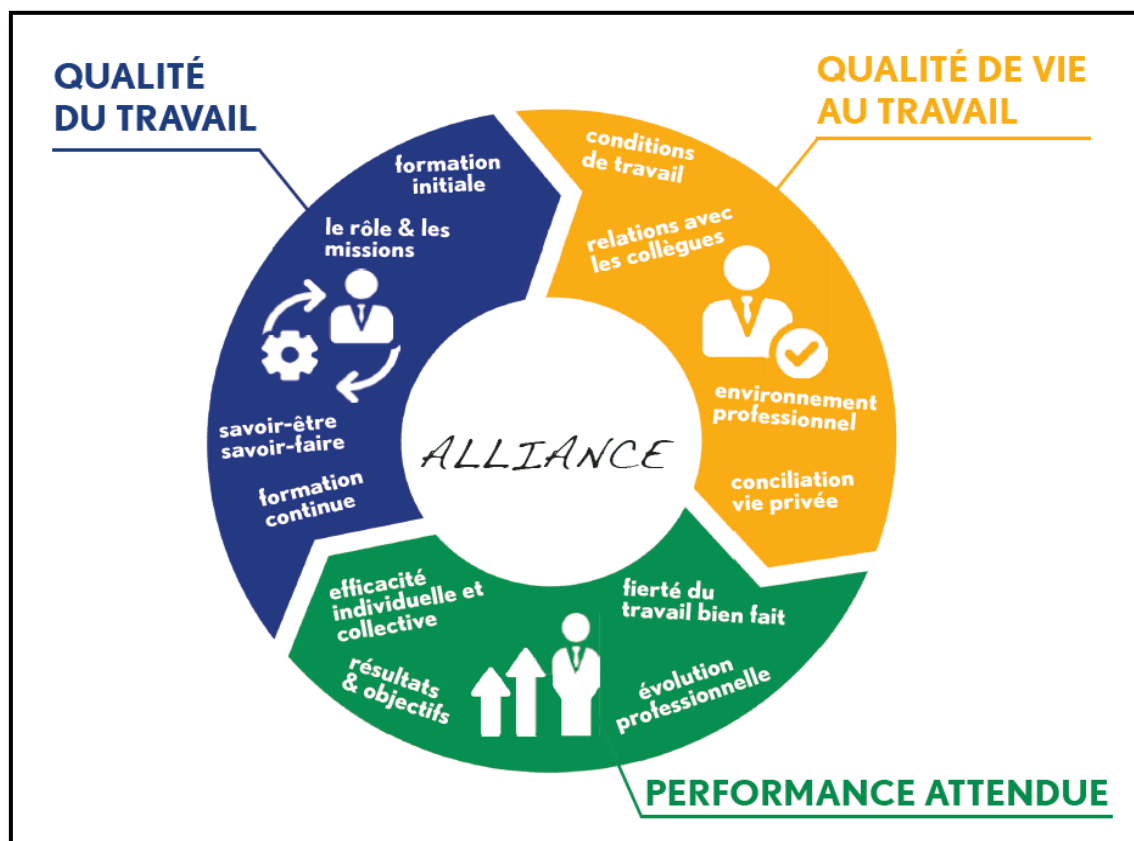 QUALITÉ
DU TRAVAIL
QUALITÉ DE VIE
AU TRAVAIL
formation
initiale
le rôle & les
missions
savoir-être
savoir-faire
formation
continue
conditions
de travail
relations avec
les collègues
environnement
professionnel
conciliation
vie privée
ALLIANCE
efficacité
individuelle et
collective
résultats
& objectifs
fierté du
travail bien fait
évolution
professionnelle
PERFORMANCE ATTENDUE